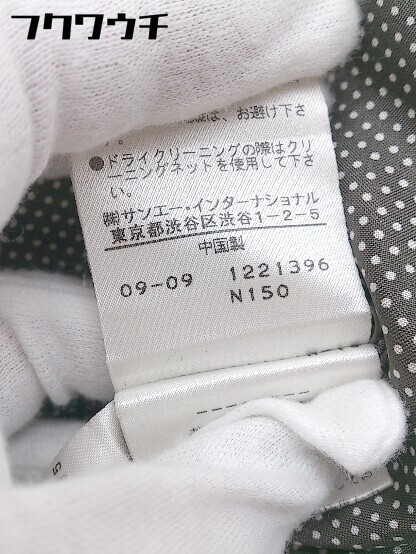 フクワウチ
は、お避け下さ
。
●ドライクリーニングの際はクリ
ーニングネットを使用して下さ
い。
㈱サンエー・インターナショナル
東京都渋谷区渋谷1-2-5
中国製
09-09 1221396
N150